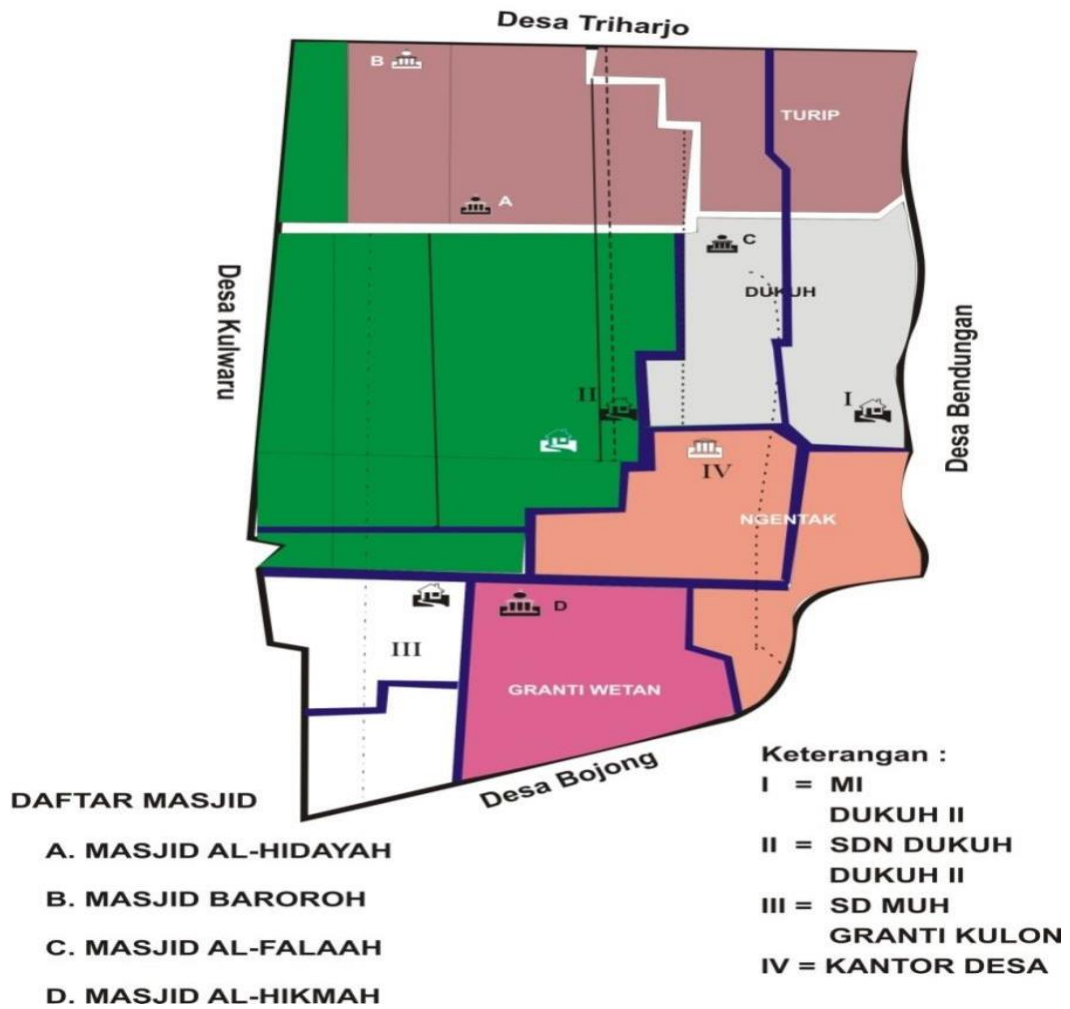 Desa Triharjo
B
TURIP
A
Desa Kulwaru
C
DUKUH
Desa Bendungan
II
I
IV
NGENTAK
D
III
GRANTI WETAN
Desa Bojong
DAFTAR MASJID
A. MASJID AL-HIDAYAH
B. MASJID BAROROH
C. MASJID AL-FALAAH
D. MASJID AL-HIKMAH
Keterangan :
I = MI
DUKUH II
II = SDN DUKUH
DUKUH II
III = SD MUH
GRANTI KULON
IV = KANTOR DESA